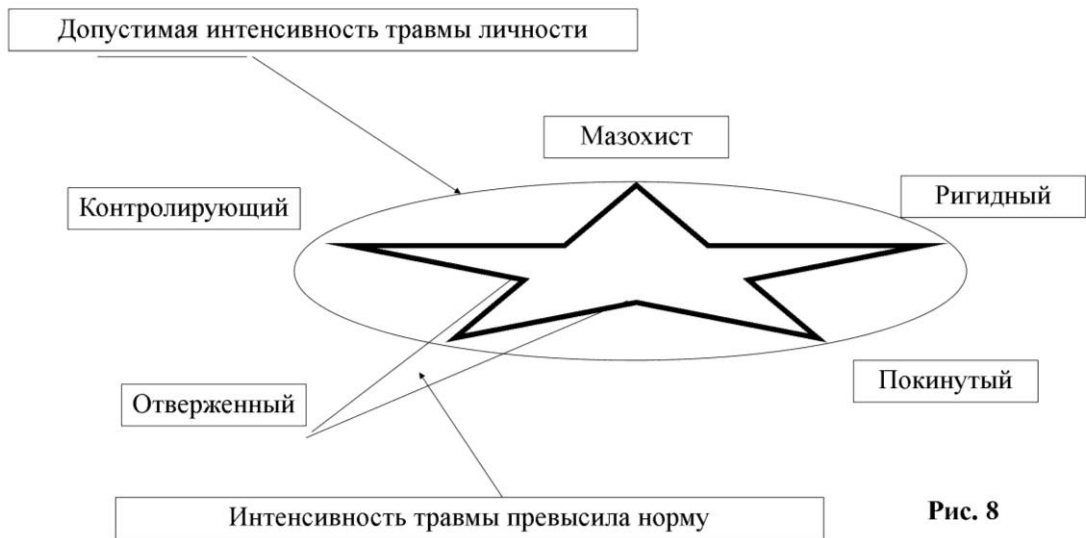 Допустимая интенсивность травмы личности
Мазохист
Контролирующий
Ригидный
Покинутый
Отверженный
Интенсивность травмы превысила норму
Рис. 8